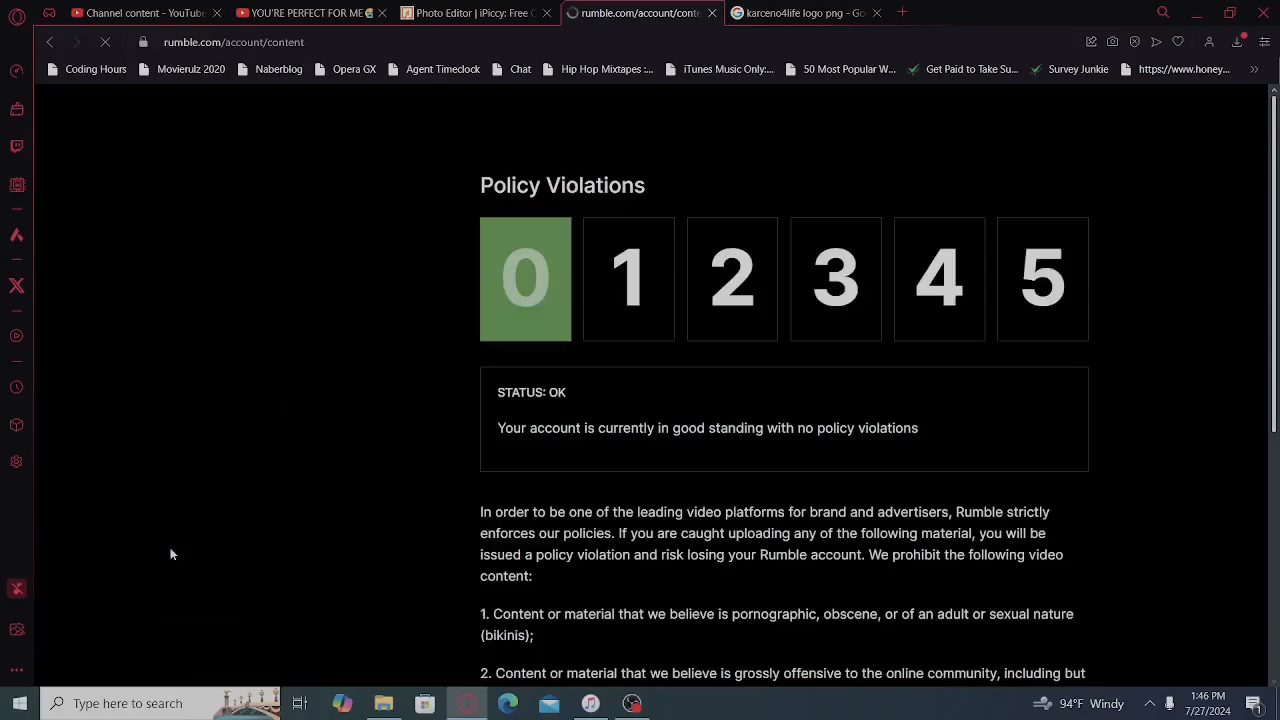 Channel content - YouTube
YOU'RE PERFECT FOR ME
Photo Editor | iPiccy: Free O
rumble.com/account/conte
karceno4life logo png - Go
rumble.com/account/content
Coding Hours
Movierulz 2020
Naberblog
Opera GX
Agent Timeclock
Chat
Hip Hop Mixtapes :...
iTunes Music Only:...
50 Most Popular W...
Get Paid to Take Su...
Survey Junkie
https://www.honey...
Policy Violations
0 1 2 3 4 5
STATUS: OK
Your account is currently in good standing with no policy violations
In order to be one of the leading video platforms for brand and advertisers, Rumble strictly
enforces our policies. If you are caught uploading any of the following material, you will be
issued a policy violation and risk losing your Rumble account. We prohibit the following video
content:
1. Content or material that we believe is pornographic, obscene, or of an adult or sexual nature
(bikinis);
2. Content or material that we believe is grossly offensive to the online community, including but
Type here to search
94°F Windy
1:46 PM
7/27/2024